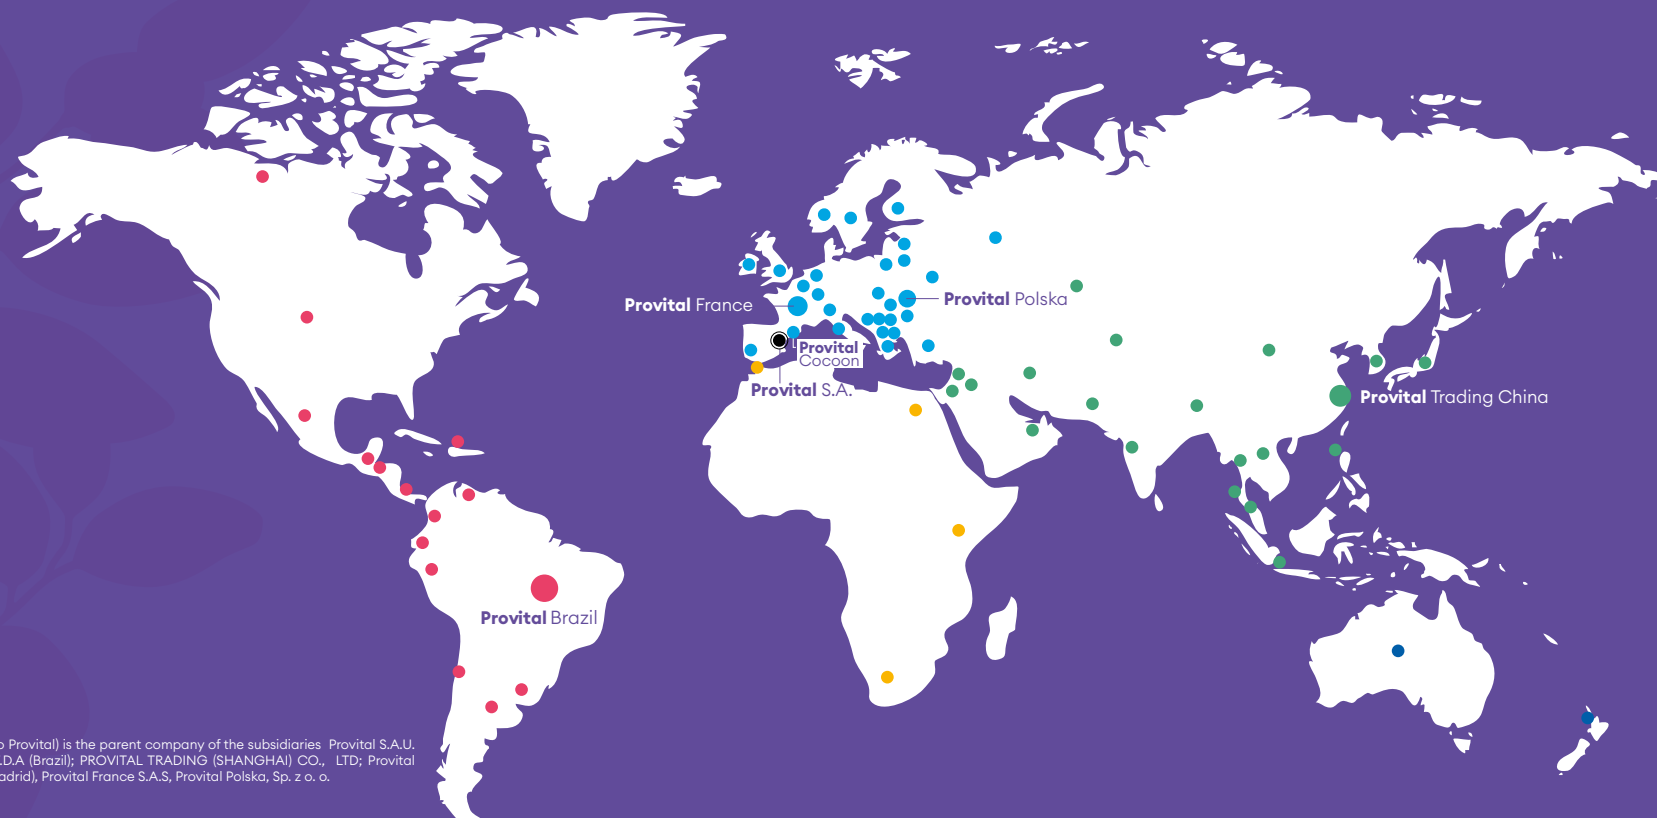 Provital France
Provital Polska
Provital
Cocoon
Provital S.A.
Provital Trading China
Provital Brazil
Provital) is the parent company of the subsidiaries Provital S.A.U.
(Brazil); PROVITAL TRADING (SHANGHAI) CO., LTD; Provital
Provital France S.A.S, Provital Polska, Sp. z o. o.